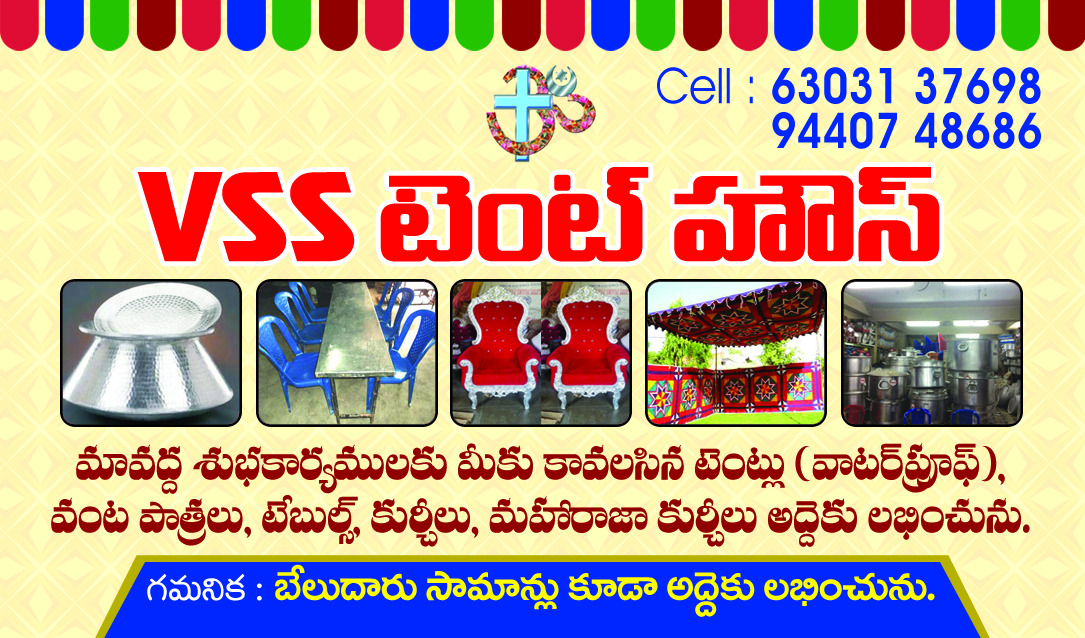 Cell : 63031 37698
94407 48686
VSS టెంట్ హౌస్
మావద్ద శుభకార్యములకు మీకు కావలసిన టెంట్లు (వాటర్‌ప్రూఫ్),
వంట పాత్రలు, టేబుల్స్, కుర్చీలు, మహారాజా కుర్చీలు అద్దెకు లభించును.
గమనిక : బేలుదారు సామాన్లు కూడా అద్దెకు లభించును.